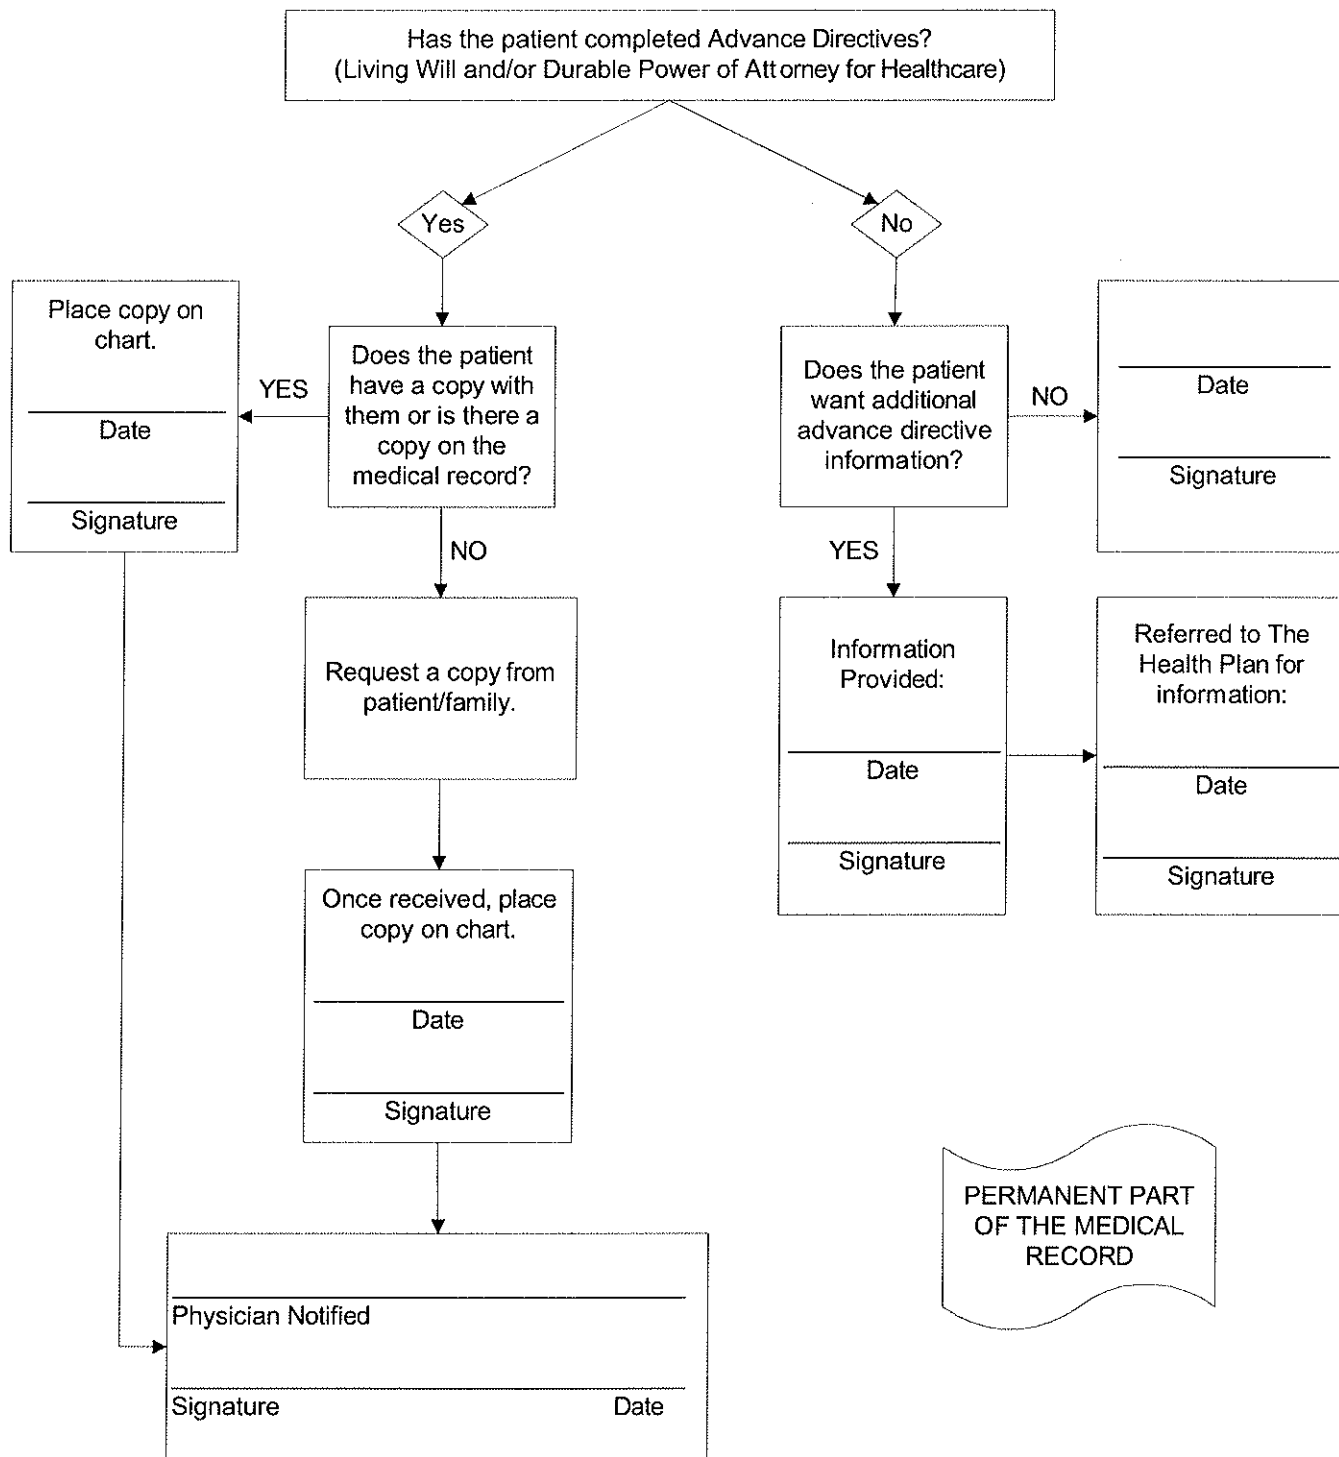 Has the patient completed Advance Directives?
(Living Will and/or Durable Power of Attorney for Healthcare)
Yes
No
Place copy on
chart.
Date
Signature
YES
Does the patient
have a copy with
them or is there a
copy on the
medical record?
NO
Request a copy from
patient/family.
Once received, place
copy on chart.
Date
Signature
Physician Notified
Signature Date
Does the patient
want additional
advance directive
information?
NO
Date
Signature
YES
Information
Provided:
Date
Signature
Referred to The
Health Plan for
information:
Date
Signature
PERMANENT PART
OF THE MEDICAL
RECORD